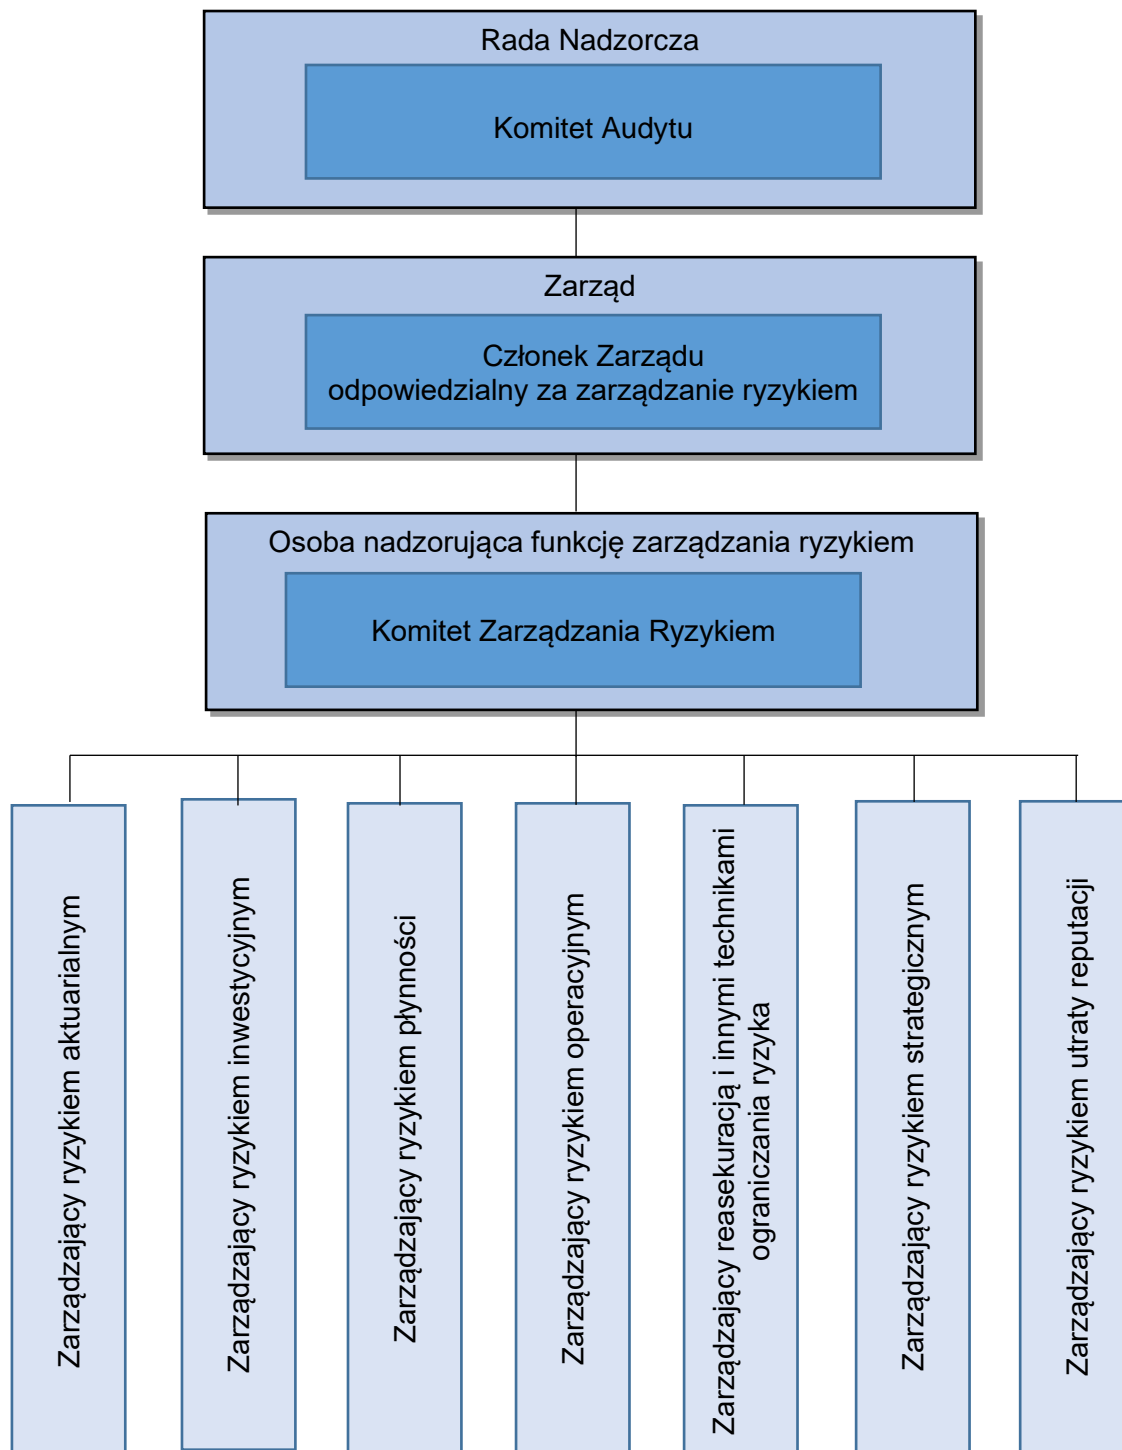 Rada Nadzorcza
Komitet Audytu
Zarząd
Członek Zarządu
odpowiedzialny za zarządzanie ryzykiem
Osoba nadzorująca funkcję zarządzania ryzykiem
Komitet Zarządzania Ryzykiem
Zarządzający ryzykiem aktuarialnym
Zarządzający ryzykiem inwestycyjnym
Zarządzający ryzykiem płynności
Zarządzający ryzykiem operacyjnym
Zarządzający reasekuracją i innymi technikami
ograniczania ryzyka
Zarządzający ryzykiem strategicznym
Zarządzający ryzykiem utraty reputacji